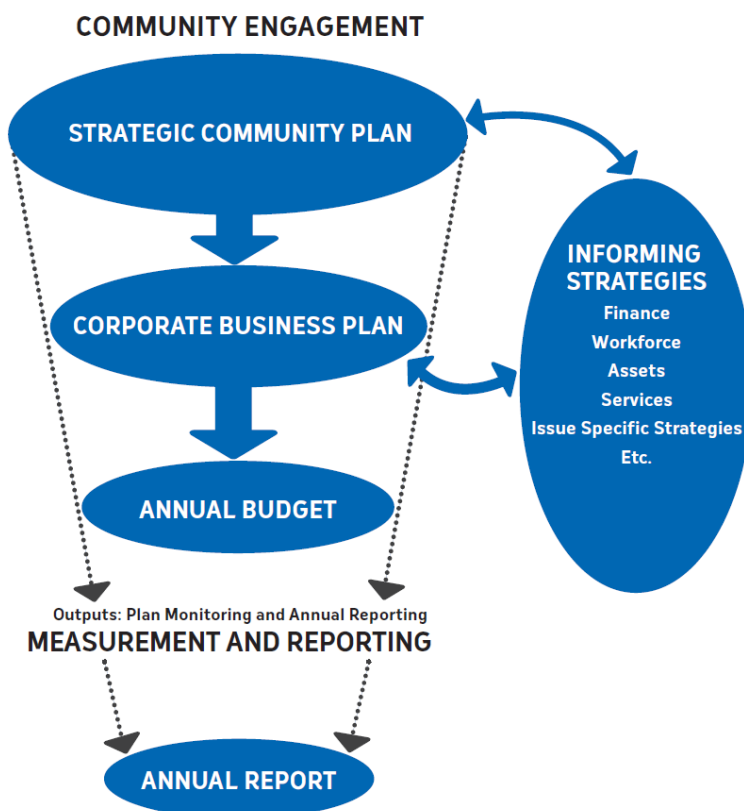 COMMUNITY ENGAGEMENT
STRATEGIC COMMUNITY PLAN
CORPORATE BUSINESS PLAN
ANNUAL BUDGET
INFORMING
STRATEGIES
Finance
Workforce
Assets
Services
Issue Specific Strategies
Etc.
Outputs: Plan Monitoring and Annual Reporting
MEASUREMENT AND REPORTING
ANNUAL REPORT